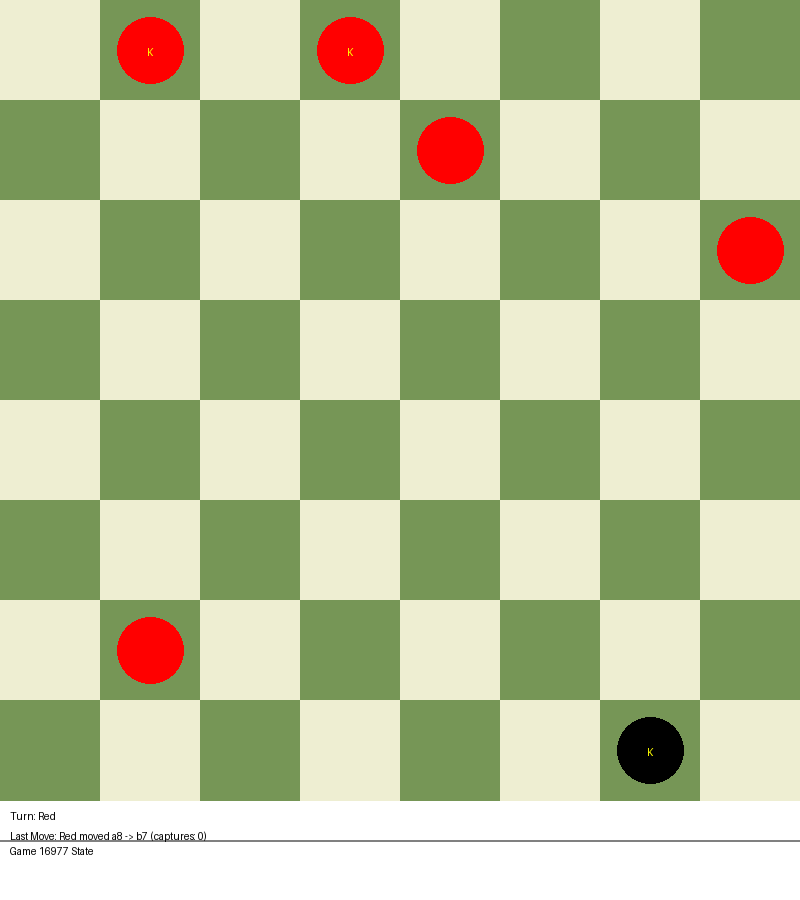 K K
K
Turn: Red
Last Move: Red moved a8 -> b7 (captures: 0)
Game 16977 State